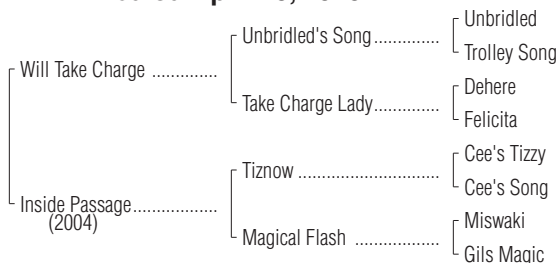 Unbridled
Unbridled's Song
Trolley Song
Will Take Charge
Dehere
Take Charge Lady
Felicita
Cee's Tizzy
Tiznow
Cee's Song
Inside Passage
(2004)
Miswaki
Magical Flash
Gils Magic